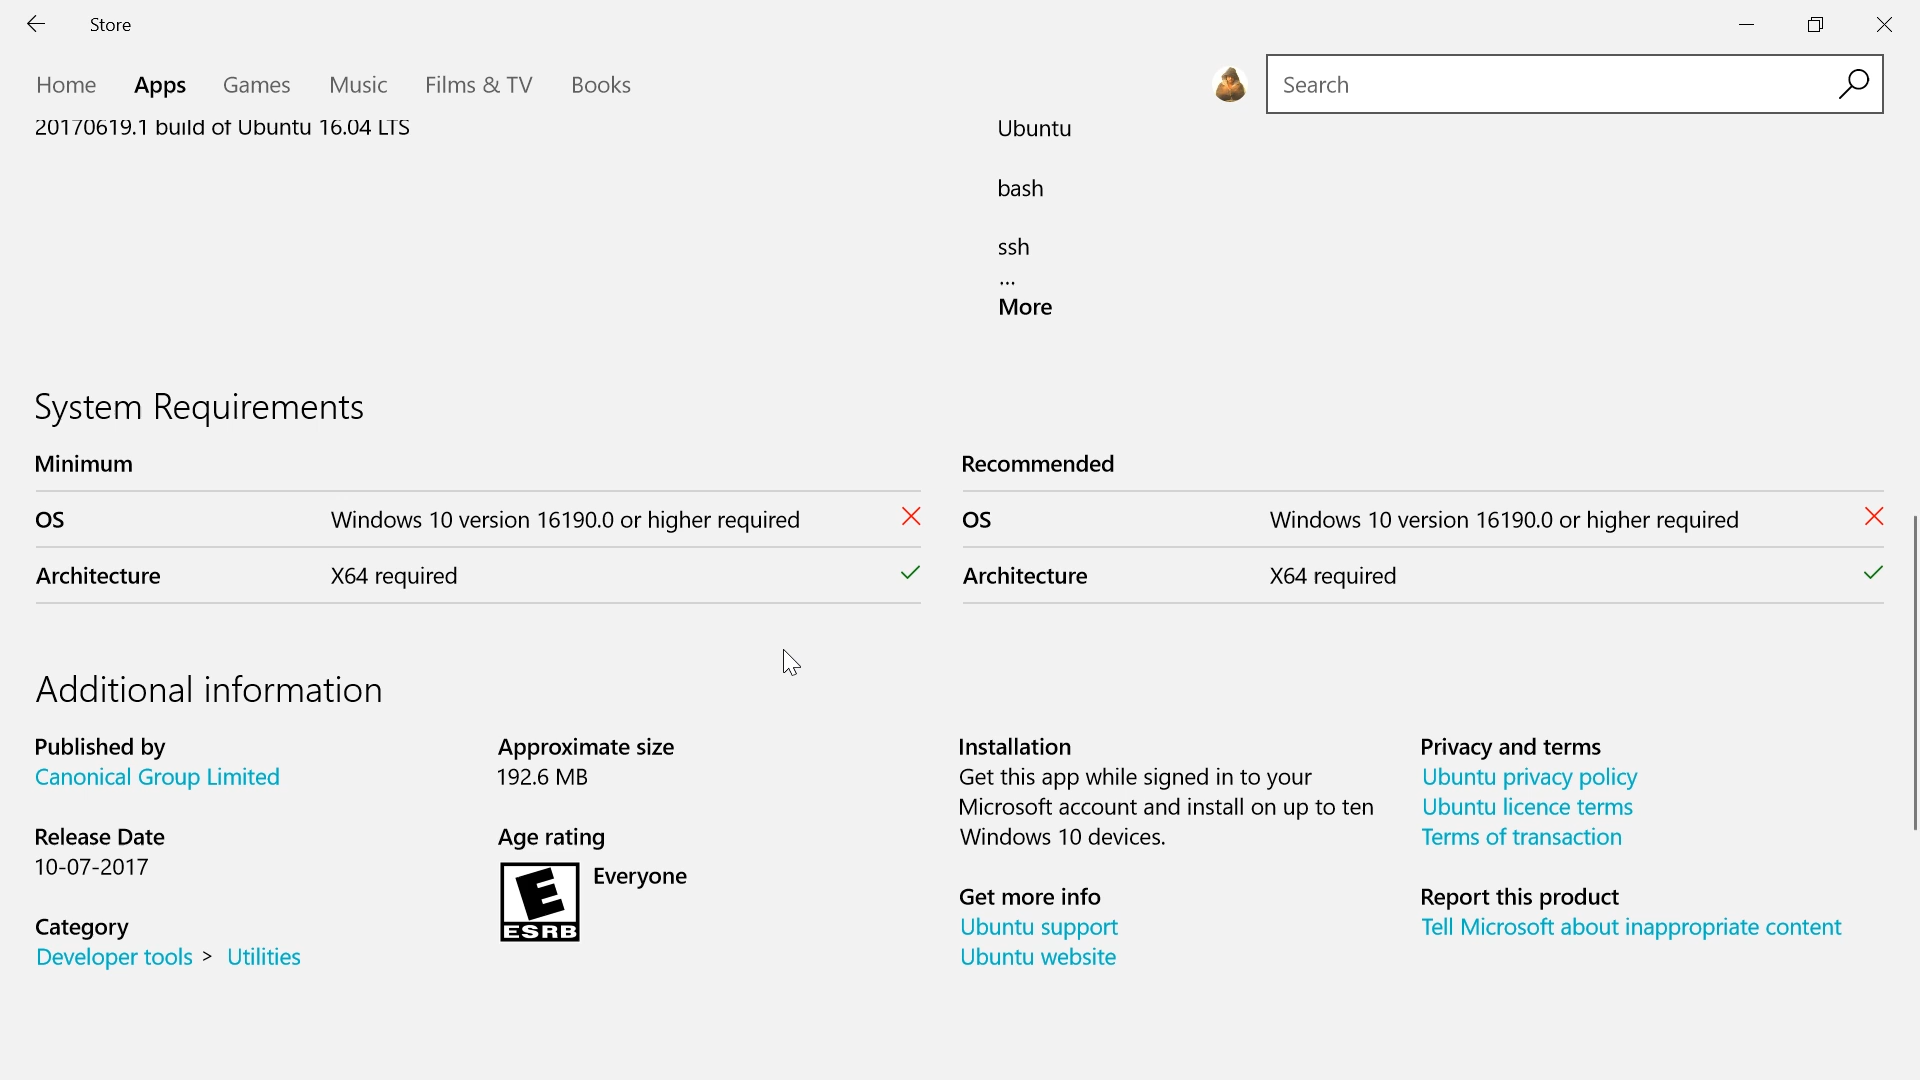 Store
Home Apps Games Music Films & TV Books Search
20170619.1 build of Ubuntu 16.04 LTS
Ubuntu
bash
ssh
...
More
System Requirements
Minimum
OS Windows 10 version 16190.0 or higher required
Architecture X64 required
Recommended
OS Windows 10 version 16190.0 or higher required
Architecture X64 required
Additional information
Published by
Canonical Group Limited
Release Date
10-07-2017
Category
Developer tools > Utilities
Approximate size
192.6 MB
Age rating
E
ESRB
Everyone
Installation
Get this app while signed in to your
Microsoft account and install on up to ten
Windows 10 devices.
Get more info
Ubuntu support
Ubuntu website
Privacy and terms
Ubuntu privacy policy
Ubuntu licence terms
Terms of transaction
Report this product
Tell Microsoft about inappropriate content